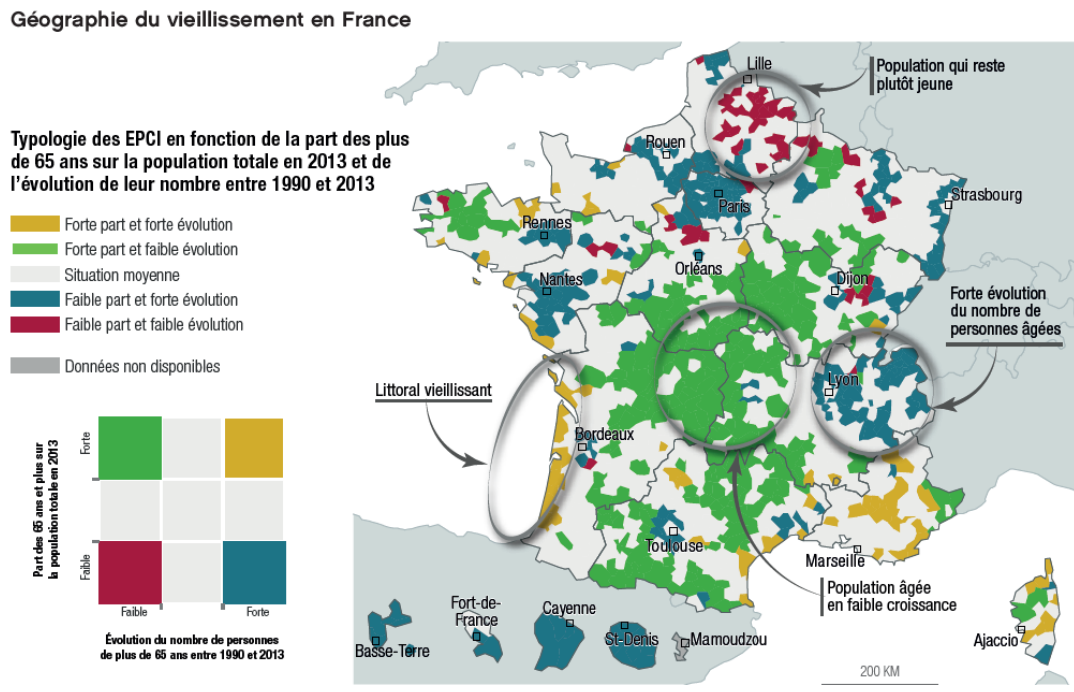 Géographie du vieillissement en France
Typologie des EPCI en fonction de la part des plus
de 65 ans sur la population totale en 2013 et de
l'évolution de leur nombre entre 1990 et 2013
Forte part et forte évolution
Forte part et faible évolution
Situation moyenne
Faible part et forte évolution
Faible part et faible évolution
Données non disponibles
Part des 65 ans et plus sur
la population totale en 2013
Forte
Faible
Faible
Forte
Évolution du nombre de personnes
de plus de 65 ans entre 1990 et 2013
Lille
Population qui reste
plutôt jeune
Rouen
Paris
Strasbourg
Rennes
Orléans
Nantes
Dijon
Forte évolution
du nombre de
personnes âgées
Littoral vieillissant
Lyon
Bordeaux
Toulouse
Marseille
Population âgée
en faible croissance
Fort-de-
France
Cayenne
Basse-Terre
St-Denis
Mamoudzou
Ajaccio
200 KM